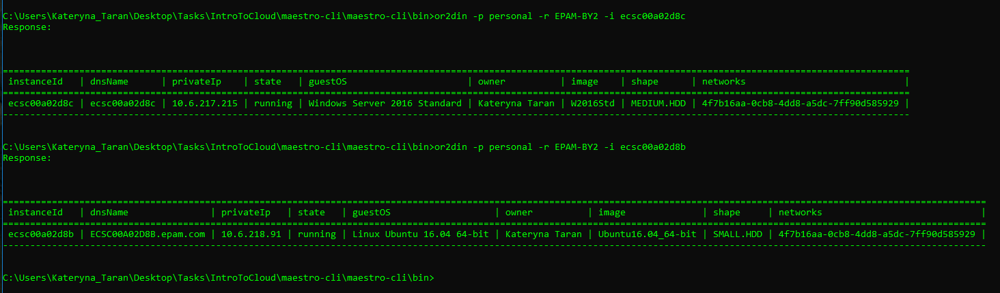 C:\Users\Kateryna_Taran\Desktop\Tasks\IntroToCloud\maestro-cli\maestro-cli\bin>or2din -p personal -r EPAM-BY2 -i ecsc00a02d8c
Response:
======================================================================================================================================================================
instanceId | dnsName | privateIp | state | guestOS | owner | image | shape | networks |
======================================================================================================================================================================
ecsc00a02d8c | ecsc00a02d8c | 10.6.217.215 | running | Windows Server 2016 Standard | Kateryna Taran | W2016Std | MEDIUM.HDD | 4f7b16aa-0cb8-4dd8-a5dc-7ff90d585929 |
----------------------------------------------------------------------------------------------------------------------------------------------------------------------
C:\Users\Kateryna_Taran\Desktop\Tasks\IntroToCloud\maestro-cli\maestro-cli\bin>or2din -p personal -r EPAM-BY2 -i ecsc00a02d8b
Response:
====================================================================================================================================================================================
instanceId | dnsName | privateIp | state | guestOS | owner | image | shape | networks |
====================================================================================================================================================================================
ecsc00a02d8b | ECSC00A02D8B.epam.com | 10.6.218.91 | running | Linux Ubuntu 16.04 64-bit | Kateryna Taran | Ubuntu16.04_64-bit | SMALL.HDD | 4f7b16aa-0cb8-4dd8-a5dc-7ff90d585929 |
------------------------------------------------------------------------------------------------------------------------------------------------------------------------------------
C:\Users\Kateryna_Taran\Desktop\Tasks\IntroToCloud\maestro-cli\maestro-cli\bin>